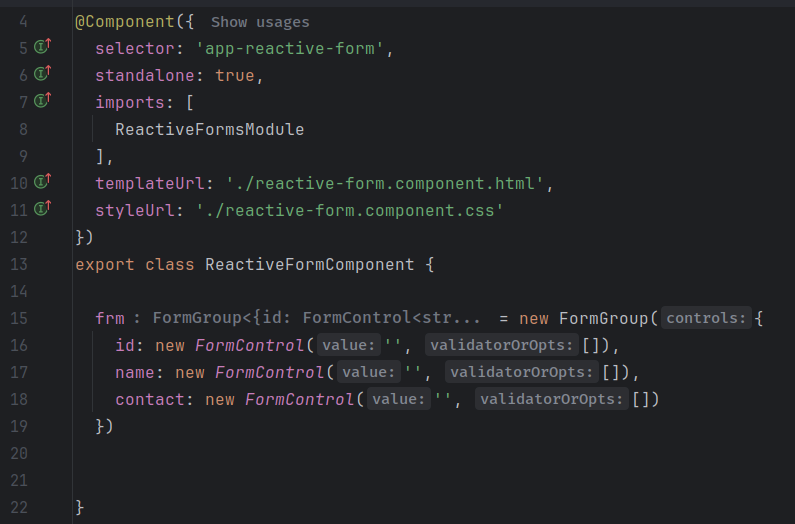 4 @Component({ Show usages
5 selector: 'app-reactive-form',
6 standalone: true,
7 imports: [
8 ReactiveFormsModule
9 ],
10 templateUrl: './reactive-form.component.html',
11 styleUrl: './reactive-form.component.css'
12 })
13 export class ReactiveFormComponent {
14
15 frm : FormGroup<{id: FormControl<str... = new FormGroup( controls: {
16 id: new FormControl( value: '', validatorOrOpts: []),
17 name: new FormControl( value: '', validatorOrOpts: []),
18 contact: new FormControl( value: '', validatorOrOpts: [])
19 })
20
21
22 }